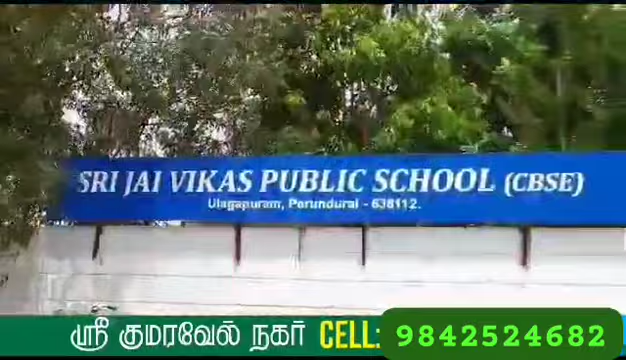 SRI JAI VIKAS PUBLIC SCHOOL (CBSE)
Ulagapuram, Perundurai - 638112.
ஸ்ரீ குமரவேல் நகர் CELL: 9842524682